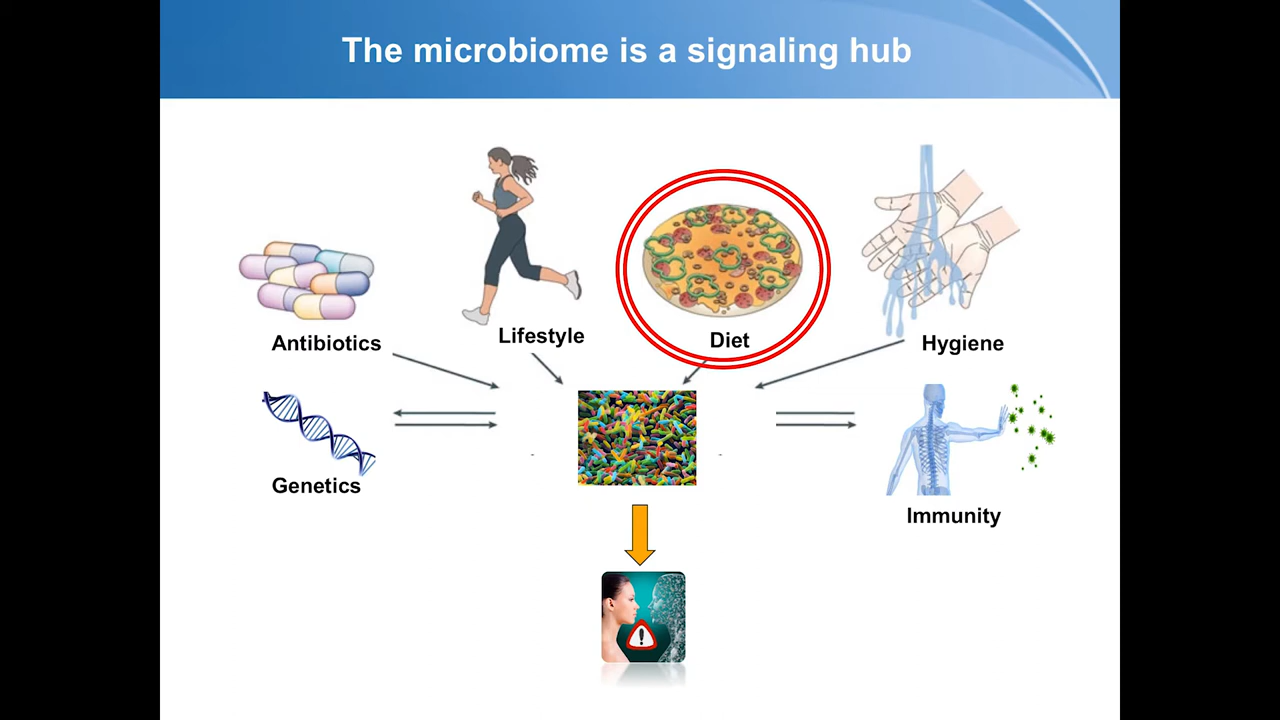 The microbiome is a signaling hub
Antibiotics
Lifestyle
Diet
Hygiene
Genetics
Immunity